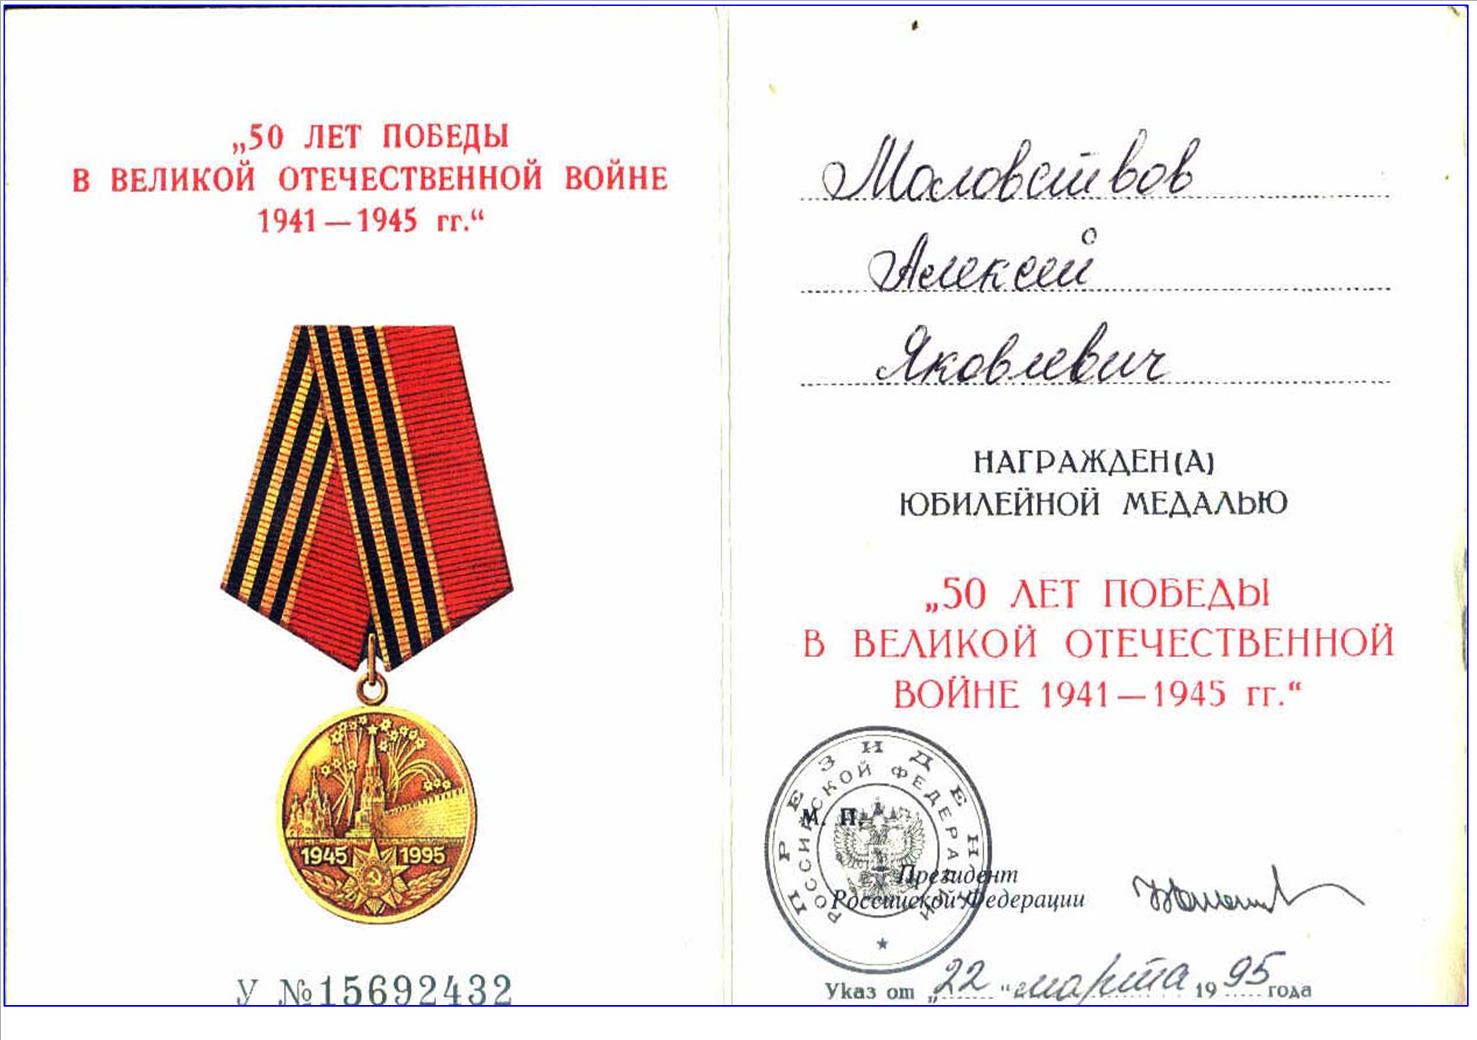 „50 ЛЕТ ПОБЕДЫ
В ВЕЛИКОЙ ОТЕЧЕСТВЕННОЙ ВОЙНЕ
1941—1945 гг.“
1945 1995
У №15692432
Маловствов
Алексей
Яковлевич
НАГРАЖДЕН(А)
ЮБИЛЕЙНОЙ МЕДАЛЬЮ
„50 ЛЕТ ПОБЕДЫ
В ВЕЛИКОЙ ОТЕЧЕСТВЕННОЙ
ВОЙНЕ 1941—1945 гг.“
ПРЕЗИДЕНТ
РОССИЙСКОЙ ФЕДЕРАЦИИ
М. П.
Президент
Российской Федерации
Указ от „22“ марта 1995 года